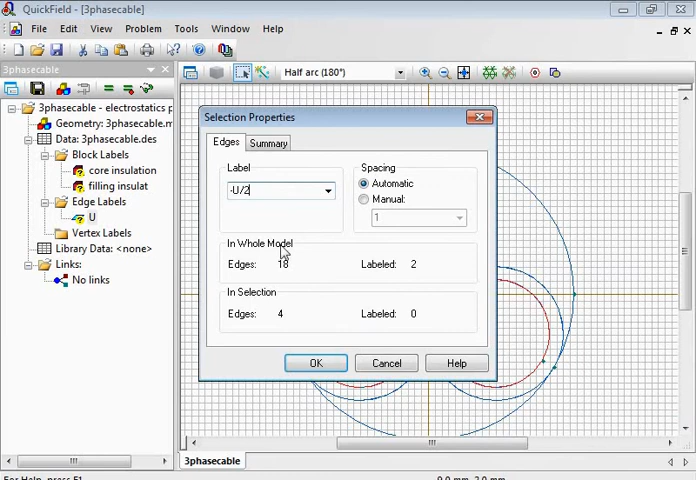 QuickField - [3phasecable]
File Edit View Problem Tools Window Help
Half arc (180°)
3phasecable
3phasecable - electrostatics p
Geometry: 3phasecable.m
Data: 3phasecable.des
Block Labels
core insulation
filling insulat
Edge Labels
U
Vertex Labels
Library Data: <none>
Links:
No links
Selection Properties
Edges Summary
Label
-U/2
Spacing
Automatic
Manual:
1
In Whole Model
Edges: 18 Labeled: 2
In Selection
Edges: 4 Labeled: 0
OK Cancel Help
3phasecable
For Help, press F1